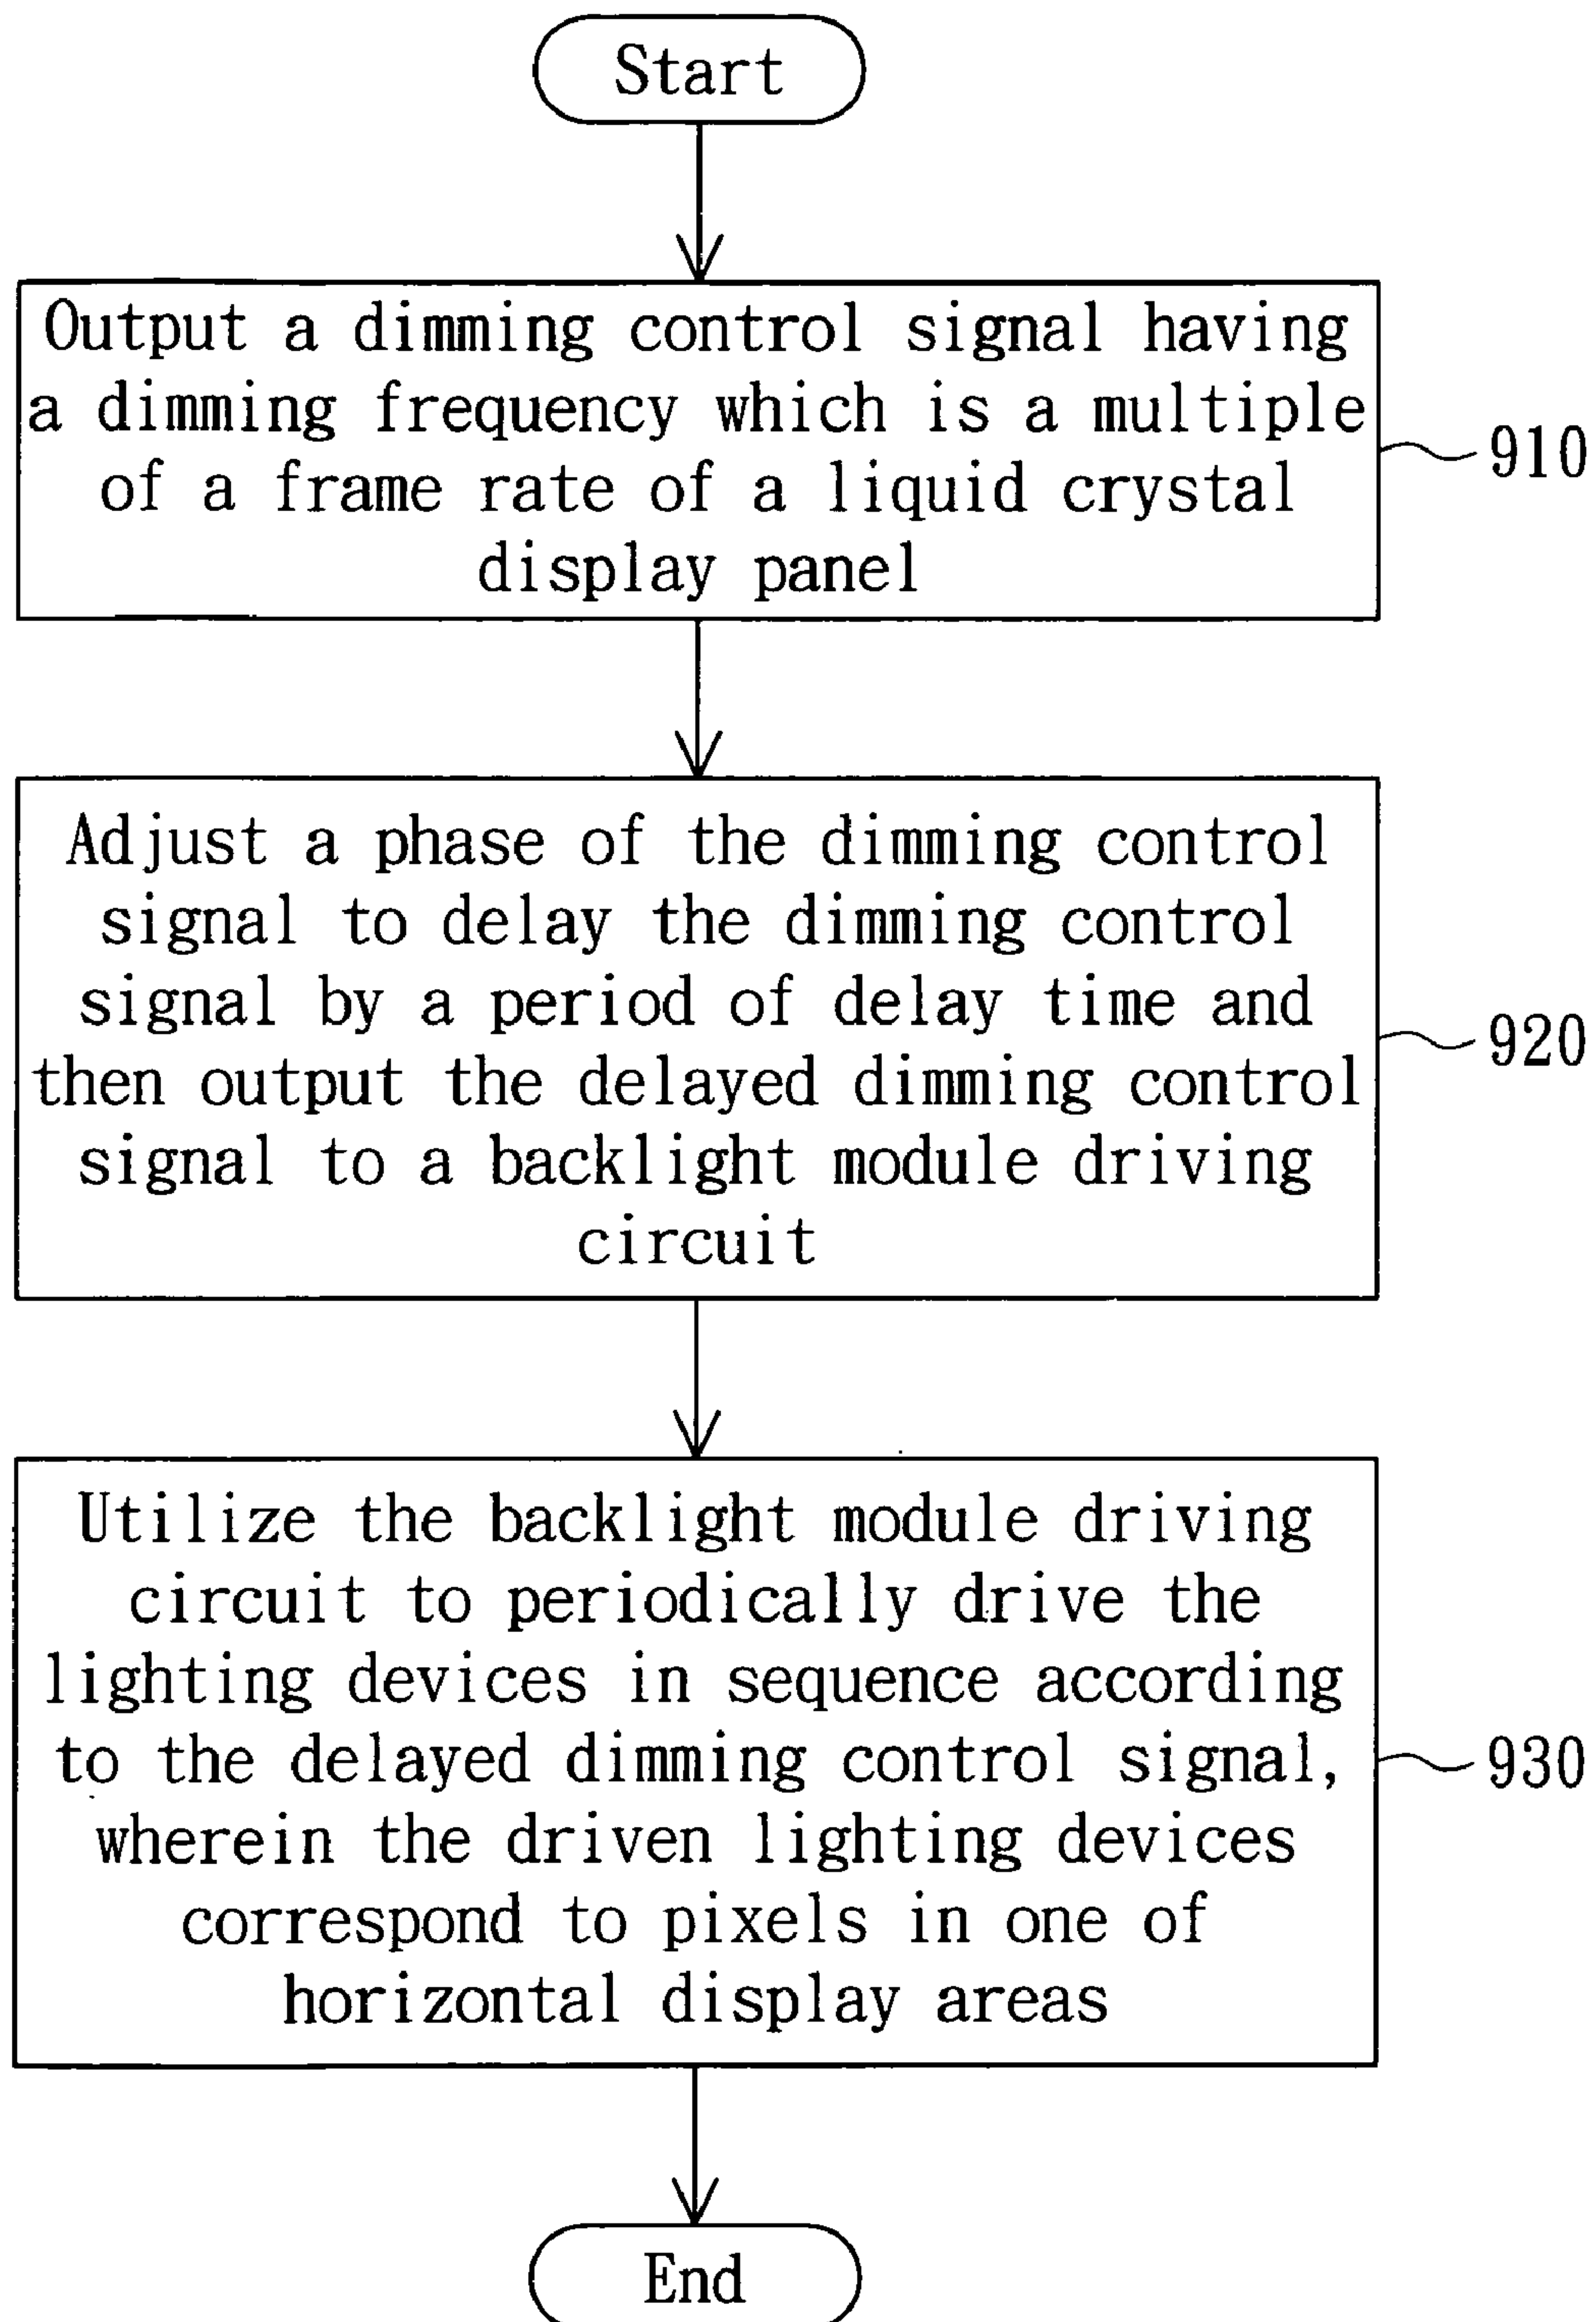 Start
Output a dimming control signal having
a dimming frequency which is a multiple
of a frame rate of a liquid crystal
display panel
910
Adjust a phase of the dimming control
signal to delay the dimming control
signal by a period of delay time and
then output the delayed dimming control
signal to a backlight module driving
circuit
920
Utilize the backlight module driving
circuit to periodically drive the
lighting devices in sequence according
to the delayed dimming control signal,
wherein the driven lighting devices
correspond to pixels in one of
horizontal display areas
930
End